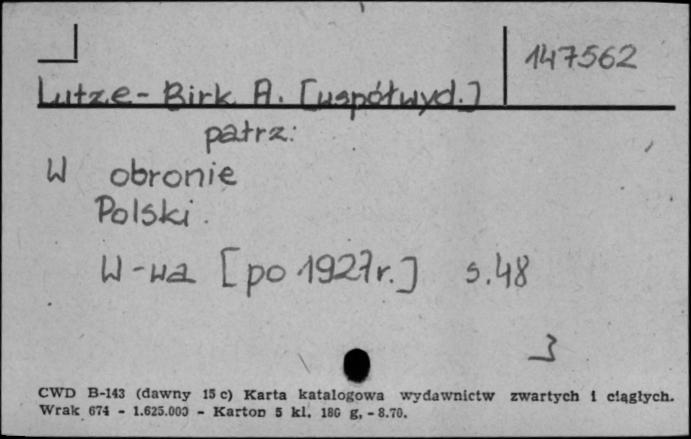 147562
Lutze-Birk A. [współwyd.]
patrz:
W obronie
Polski.
W-wa [po 1927r.] s.48
3
CWD B-143 (dawny 15 c) Karta katalogowa wydawnictw zwartych i ciągłych.
Wrak 674 - 1.625.000 - Karton 5 kl. 180 g, - 8.70.